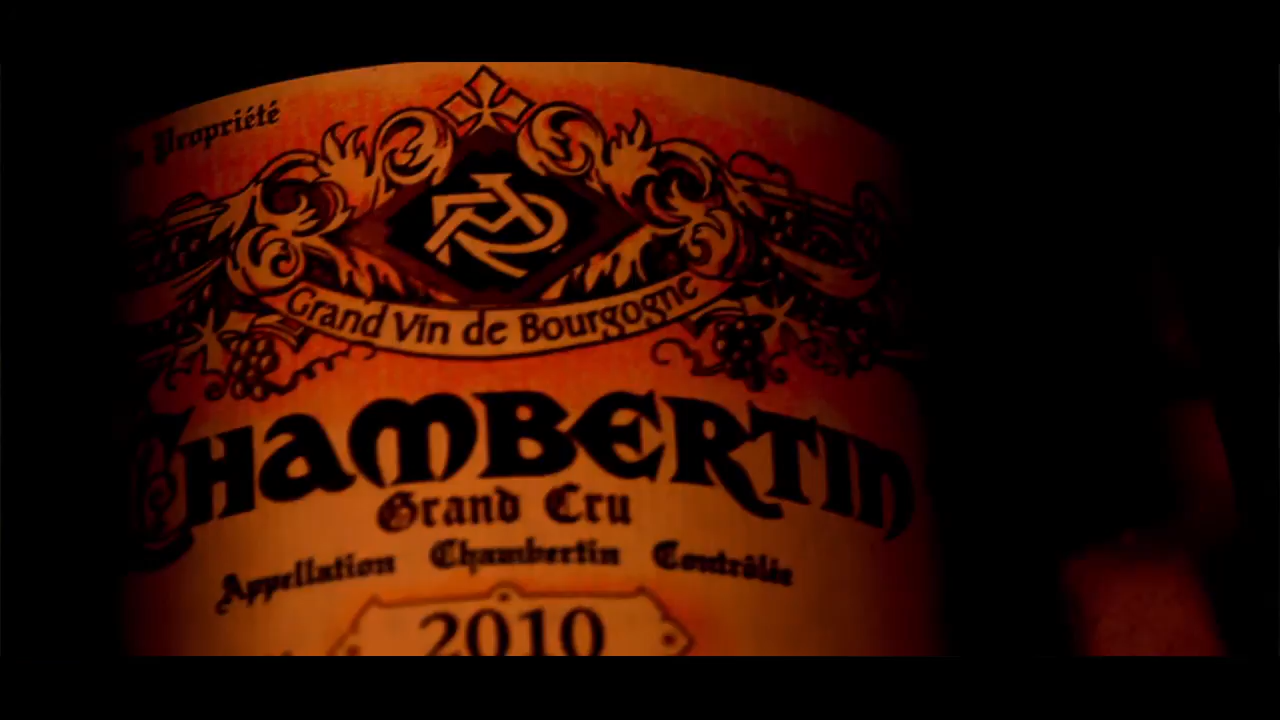 Propriété
Grand Vin de Bourgogne
CHAMBERTIN
Grand Cru
Appellation Chambertin Contrôlée
2010